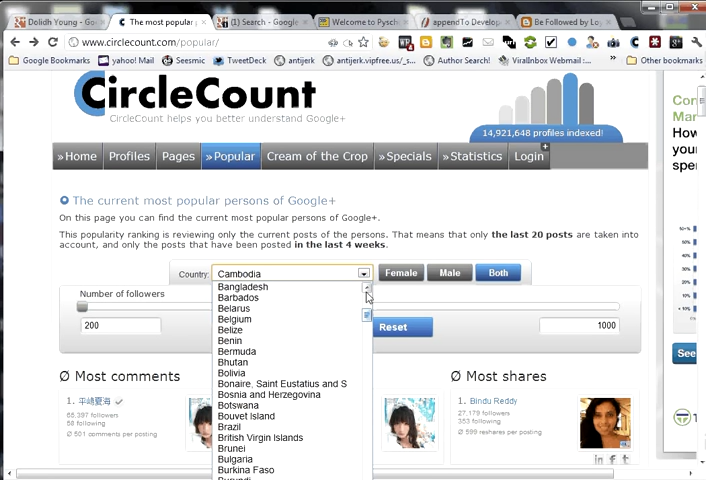 Dolidh Young - Google
The most popular p
(1) Search - Google
Welcome to Pysch
appendTo Develop
Be Followed by Lo
www.circlecount.com/popular/
Google Bookmarks
yahoo! Mail
Seesmic
TweetDeck
antijerk
antijerk.vipfree.us/_s...
Author Search!
ViralInbox Webmail :...
Other bookmarks
CircleCount
CircleCount helps you better understand Google+
14,921,648 profiles indexed!
»Home
Profiles
Pages
»Popular
Cream of the Crop
»Specials
»Statistics
Login
The current most popular persons of Google+
On this page you can find the current most popular persons of Google+.
This popularity ranking is reviewing only the current posts of the persons. That means that only the last 20 posts are taken into
account, and only the posts that have been posted in the last 4 weeks.
Country:
Cambodia
Female
Male
Both
Bangladesh
Barbados
Belarus
Belgium
Belize
Benin
Bermuda
Bhutan
Bolivia
Bonaire, Saint Eustatius and S
Bosnia and Herzegovina
Botswana
Bouvet Island
Brazil
British Virgin Islands
Brunei
Bulgaria
Burkina Faso
Burundi
Number of followers
200
Reset
1000
Ø Most comments
1. 平嶋夏海
65,397 followers
58 following
Ø 501 comments per posting
Ø Most shares
1. Bindu Reddy
27,179 followers
371 following
Ø 599 reshares per posting
How
your
spe
See